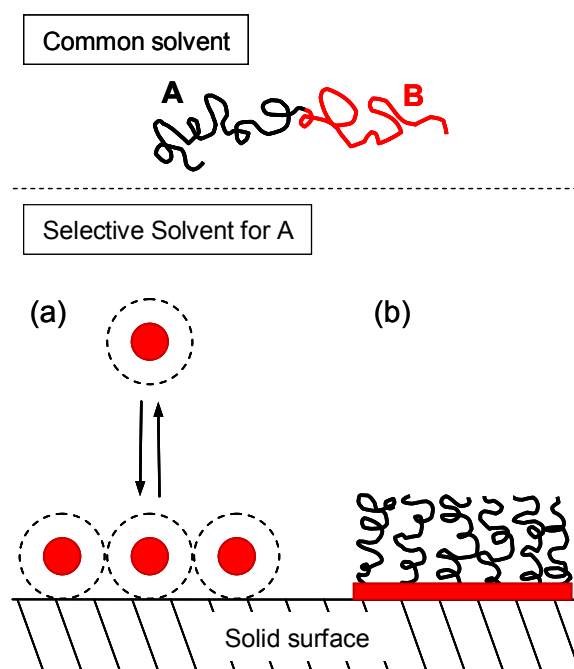 Common solvent
A
B
Selective Solvent for A
(a)
(b)
Solid surface